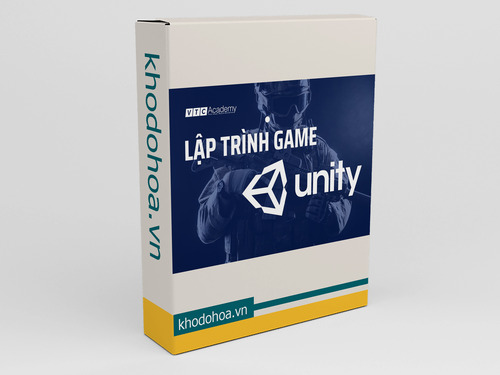 khodohoa.vn
VTC Academy
LẬP TRÌNH GAME
unity
khodohoa.vn